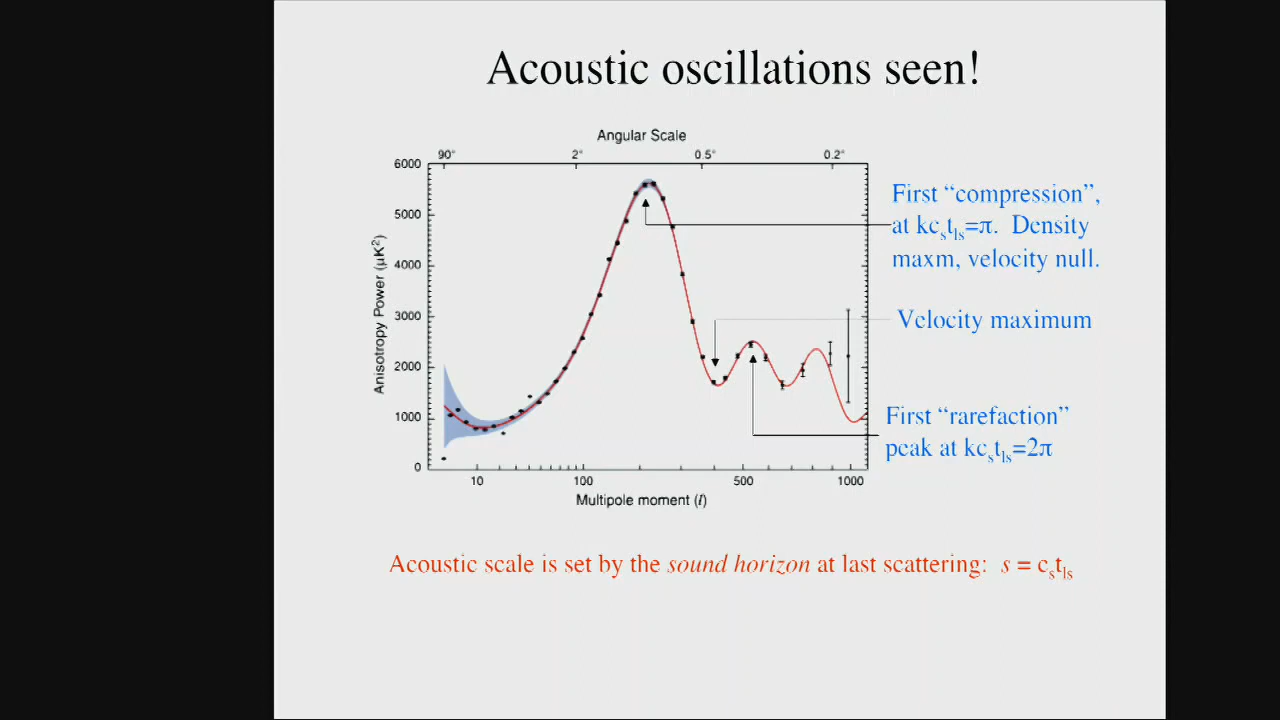 Acoustic oscillations seen!
Angular Scale
90° 2° 0.5° 0.2°
6000
5000
4000
3000
2000
1000
0
Anisotropy Power (μK²)
10 100 500 1000
Multipole moment (l)
First “compression”,
at kcₛtₗₛ=π. Density
maxm, velocity null.
Velocity maximum
First “rarefaction”
peak at kcₛtₗₛ=2π
Acoustic scale is set by the sound horizon at last scattering: s = cₛtₗₛ